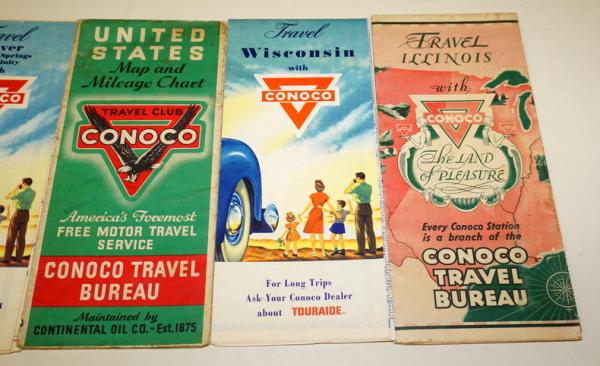 ver
Springs
inity
h
CONOCO
UNITED
STATES
Map and
Mileage Chart
TRAVEL CLUB
CONOCO
America's Foremost
FREE MOTOR TRAVEL
SERVICE
CONOCO TRAVEL
BUREAU
Maintained by
CONTINENTAL OIL CO.-Est.1875
Travel
Wisconsin
with
CONOCO
For Long Trips
Ask Your Conoco Dealer
about TOURAIDE.
TRAVEL
ILLINOIS
with
CONOCO
The LAND
of PLEASURE
Every Conoco Station
is a branch of the
CONOCO
TRAVEL
BUREAU